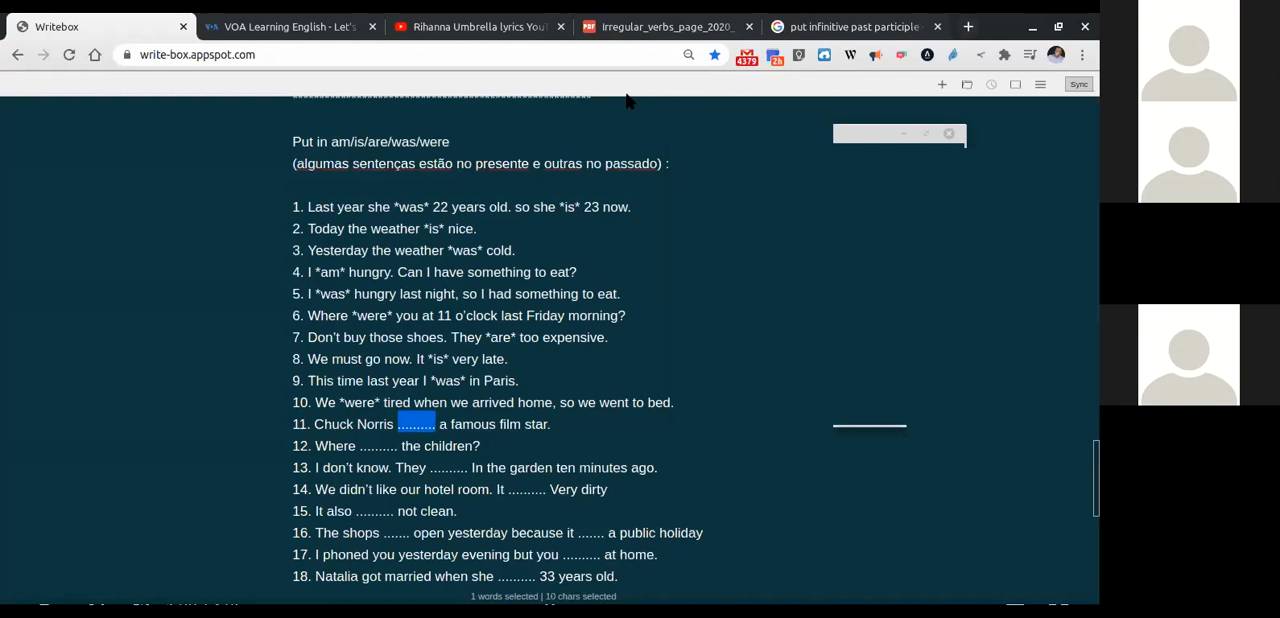 Writebox
VOA Learning English - Let's
Rihanna Umbrella lyrics YouT
Irregular_verbs_page_2020_
put infinitive past participle
write-box.appspot.com
4379
2h
Sync
Put in am/is/are/was/were
(algumas sentenças estão no presente e outras no passado) :
1. Last year she *was* 22 years old. so she *is* 23 now.
2. Today the weather *is* nice.
3. Yesterday the weather *was* cold.
4. I *am* hungry. Can I have something to eat?
5. I *was* hungry last night, so I had something to eat.
6. Where *were* you at 11 o'clock last Friday morning?
7. Don't buy those shoes. They *are* too expensive.
8. We must go now. It *is* very late.
9. This time last year I *was* in Paris.
10. We *were* tired when we arrived home, so we went to bed.
11. Chuck Norris .......... a famous film star.
12. Where .......... the children?
13. I don't know. They .......... In the garden ten minutes ago.
14. We didn't like our hotel room. It .......... Very dirty
15. It also .......... not clean.
16. The shops ....... open yesterday because it ....... a public holiday
17. I phoned you yesterday evening but you .......... at home.
18. Natalia got married when she .......... 33 years old.
1 words selected | 10 chars selected